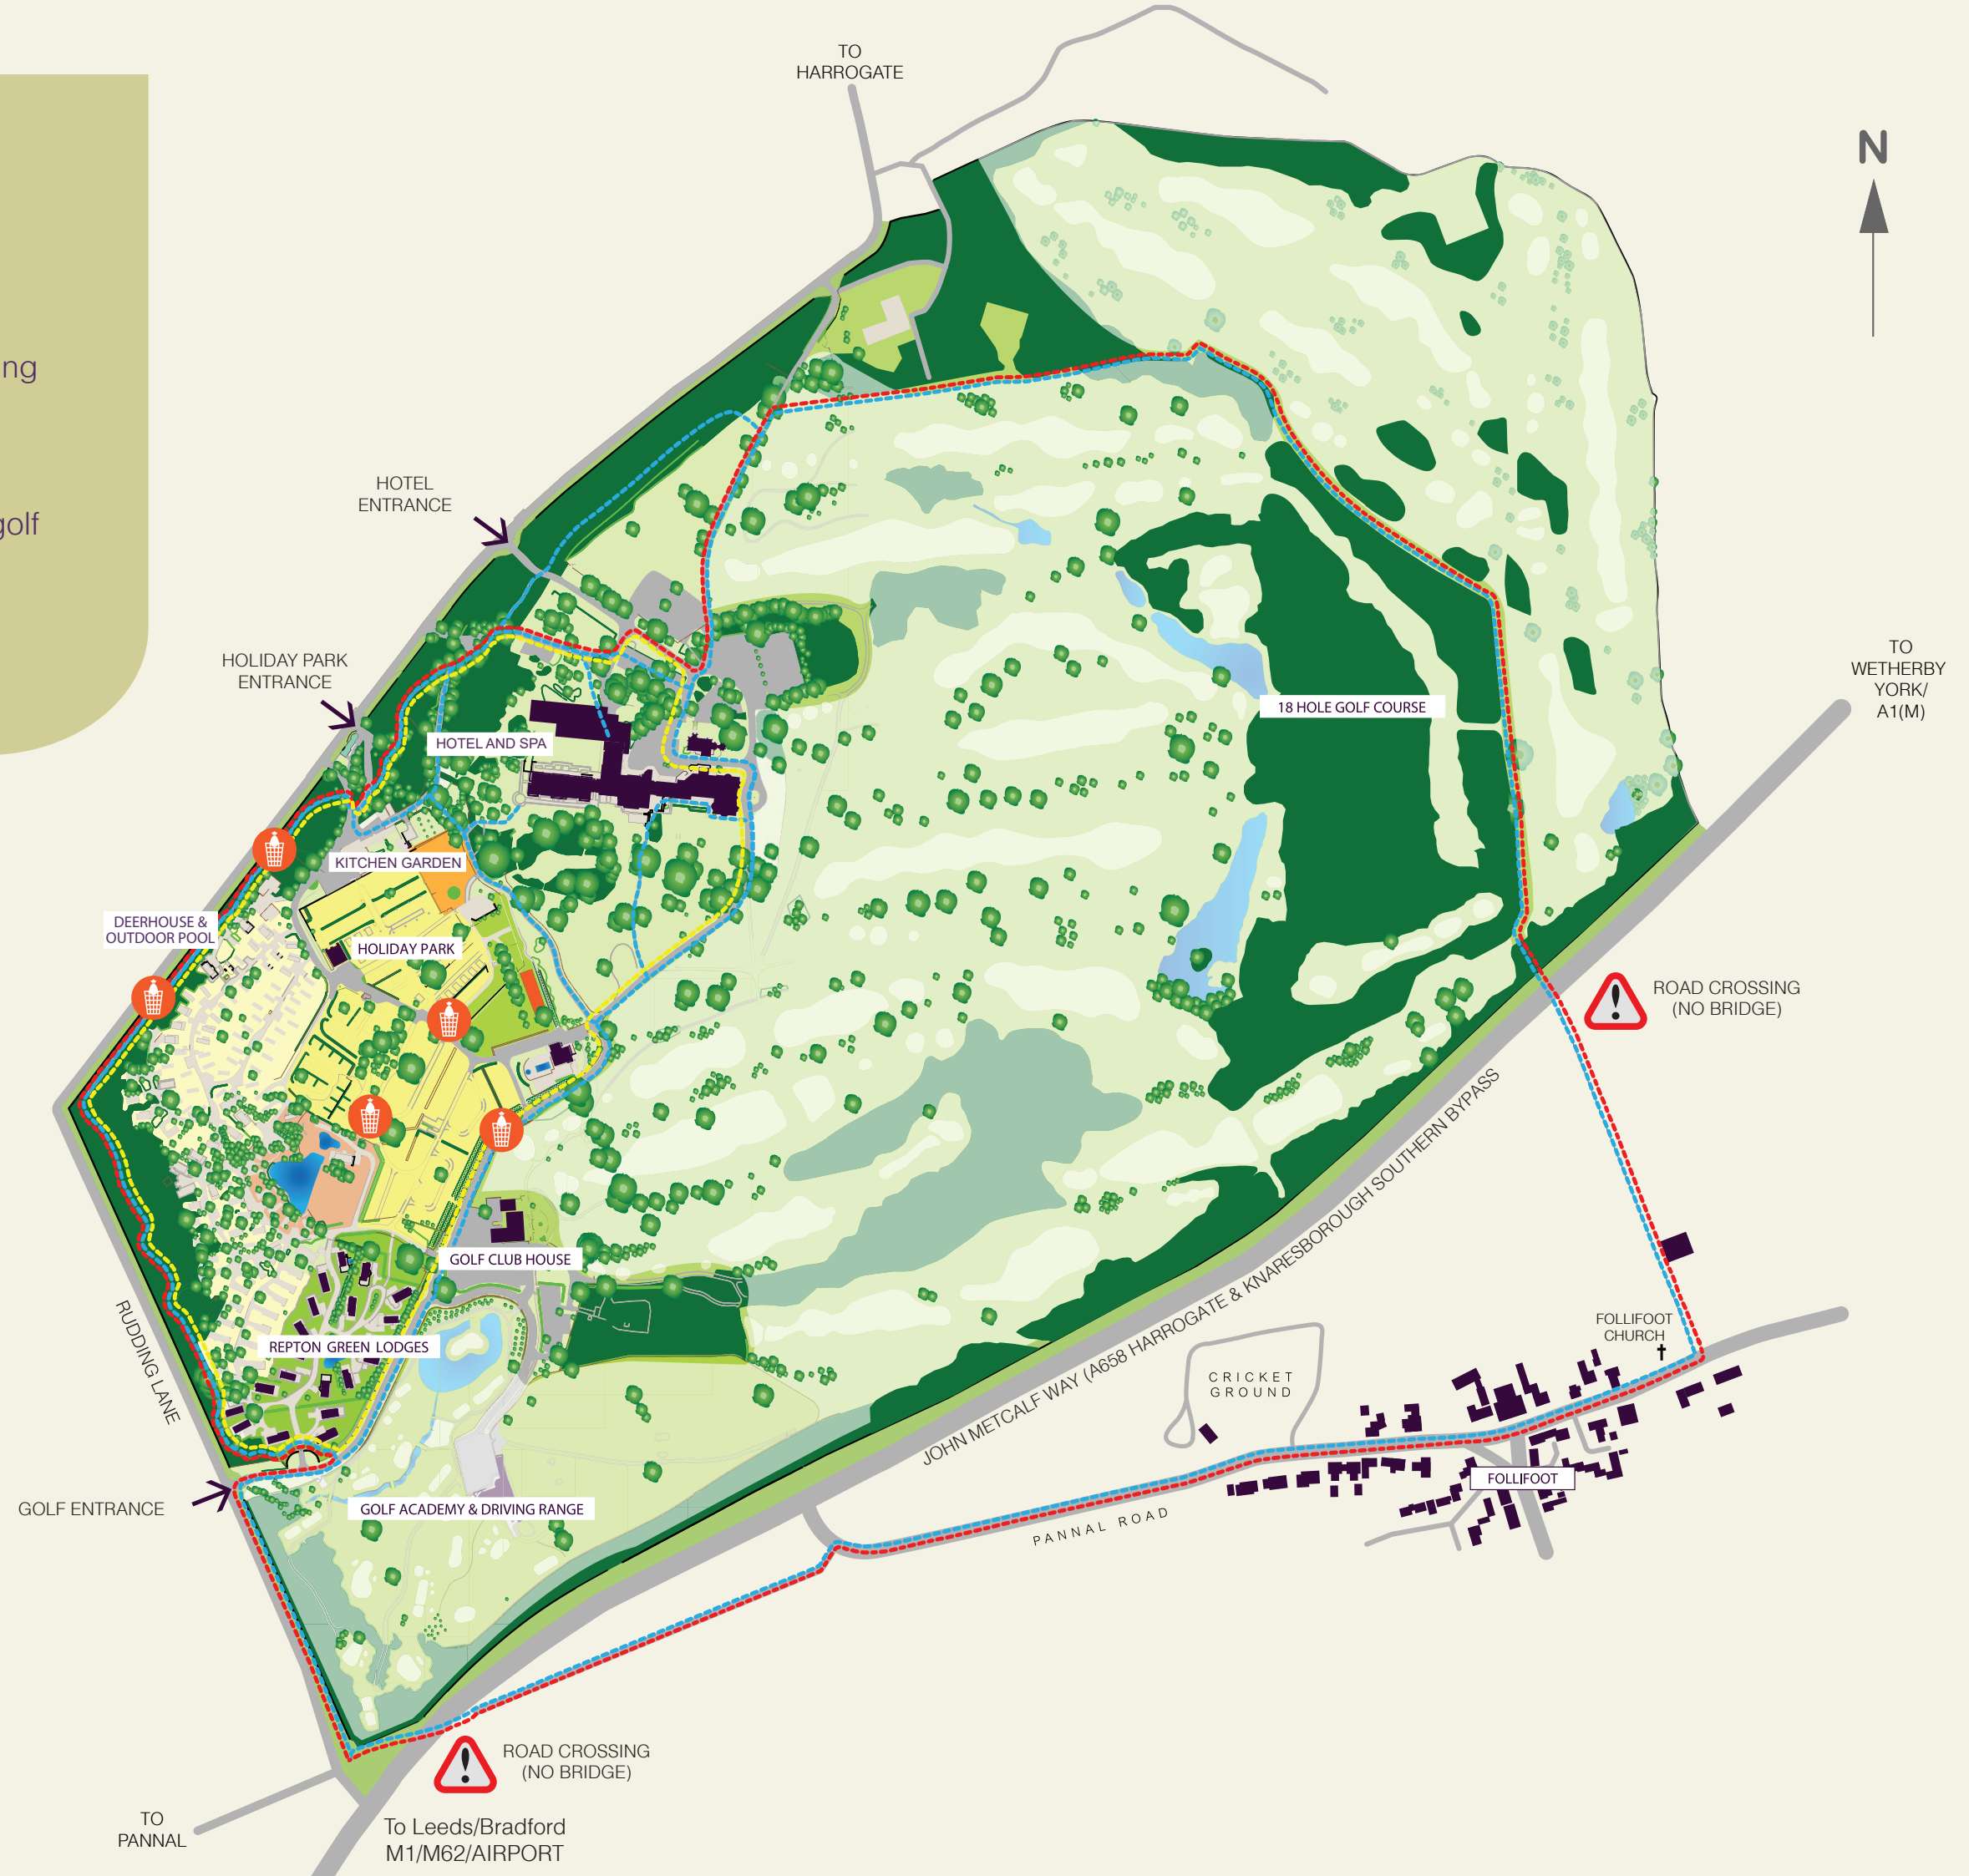 TO
HARROGATE
N
ng
golf
HOTEL
ENTRANCE
HOLIDAY PARK
ENTRANCE
TO
WETHERBY
YORK/
A1(M)
18 HOLE GOLF COURSE
HOTEL AND SPA
KITCHEN GARDEN
DEERHOUSE &
OUTDOOR POOL
HOLIDAY PARK
ROAD CROSSING
(NO BRIDGE)
GOLF CLUB HOUSE
REPTON GREEN LODGES
RUDDING LANE
JOHN METCALF WAY (A658 HARROGATE & KNARESBOROUGH SOUTHERN BYPASS
FOLLIFOOT
CHURCH
CRICKET
GROUND
FOLLIFOOT
PANNAL ROAD
GOLF ENTRANCE
GOLF ACADEMY & DRIVING RANGE
ROAD CROSSING
(NO BRIDGE)
TO
PANNAL
To Leeds/Bradford
M1/M62/AIRPORT